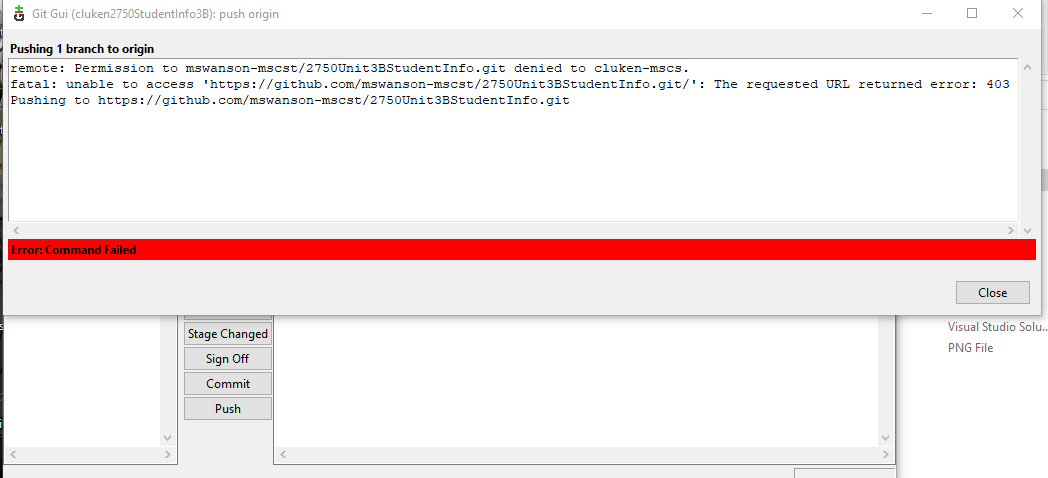 Git Gui (cluken2750StudentInfo3B): push origin
Pushing 1 branch to origin
remote: Permission to mswanson-mscst/2750Unit3BStudentInfo.git denied to cluken-mscs.
fatal: unable to access 'https://github.com/mswanson-mscst/2750Unit3BStudentInfo.git/': The requested URL returned error: 403
Pushing to https://github.com/mswanson-mscst/2750Unit3BStudentInfo.git
Error: Command Failed
Close
Stage Changed
Sign Off
Commit
Push
Visual Studio Solu...
PNG File